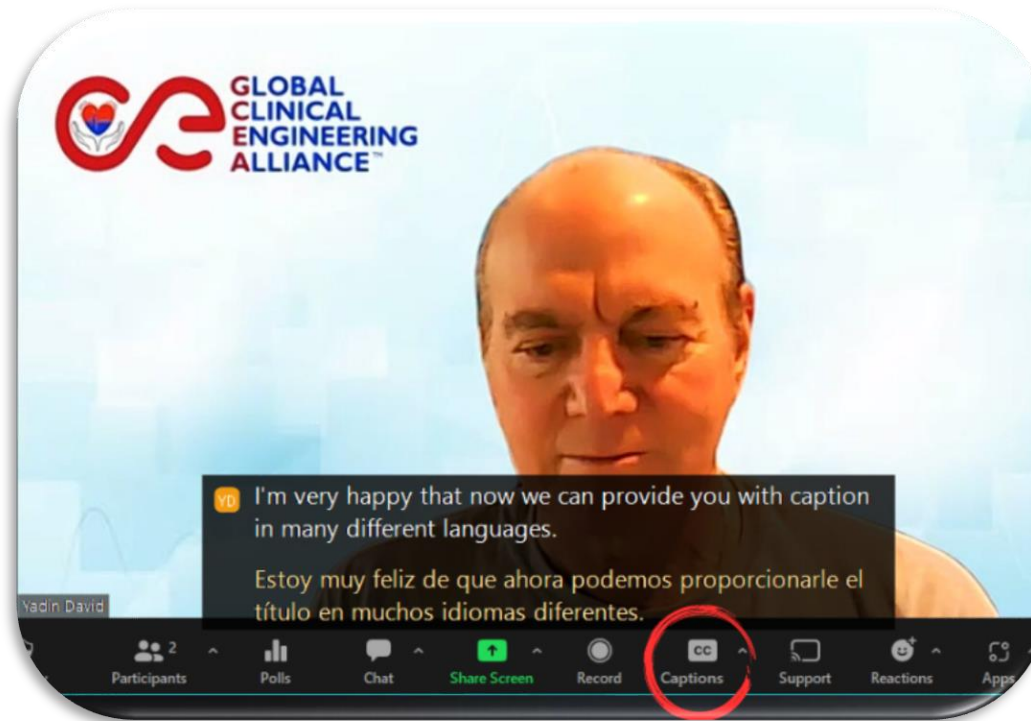 GLOBAL
CLINICAL
ENGINEERING
ALLIANCE™
YD
I'm very happy that now we can provide you with caption
in many different languages.
Estoy muy feliz de que ahora podemos proporcionarle el
título en muchos idiomas diferentes.
Yadin David
2
Participants
Polls
Chat
Share Screen
Record
CC
Captions
Support
Reactions
Apps